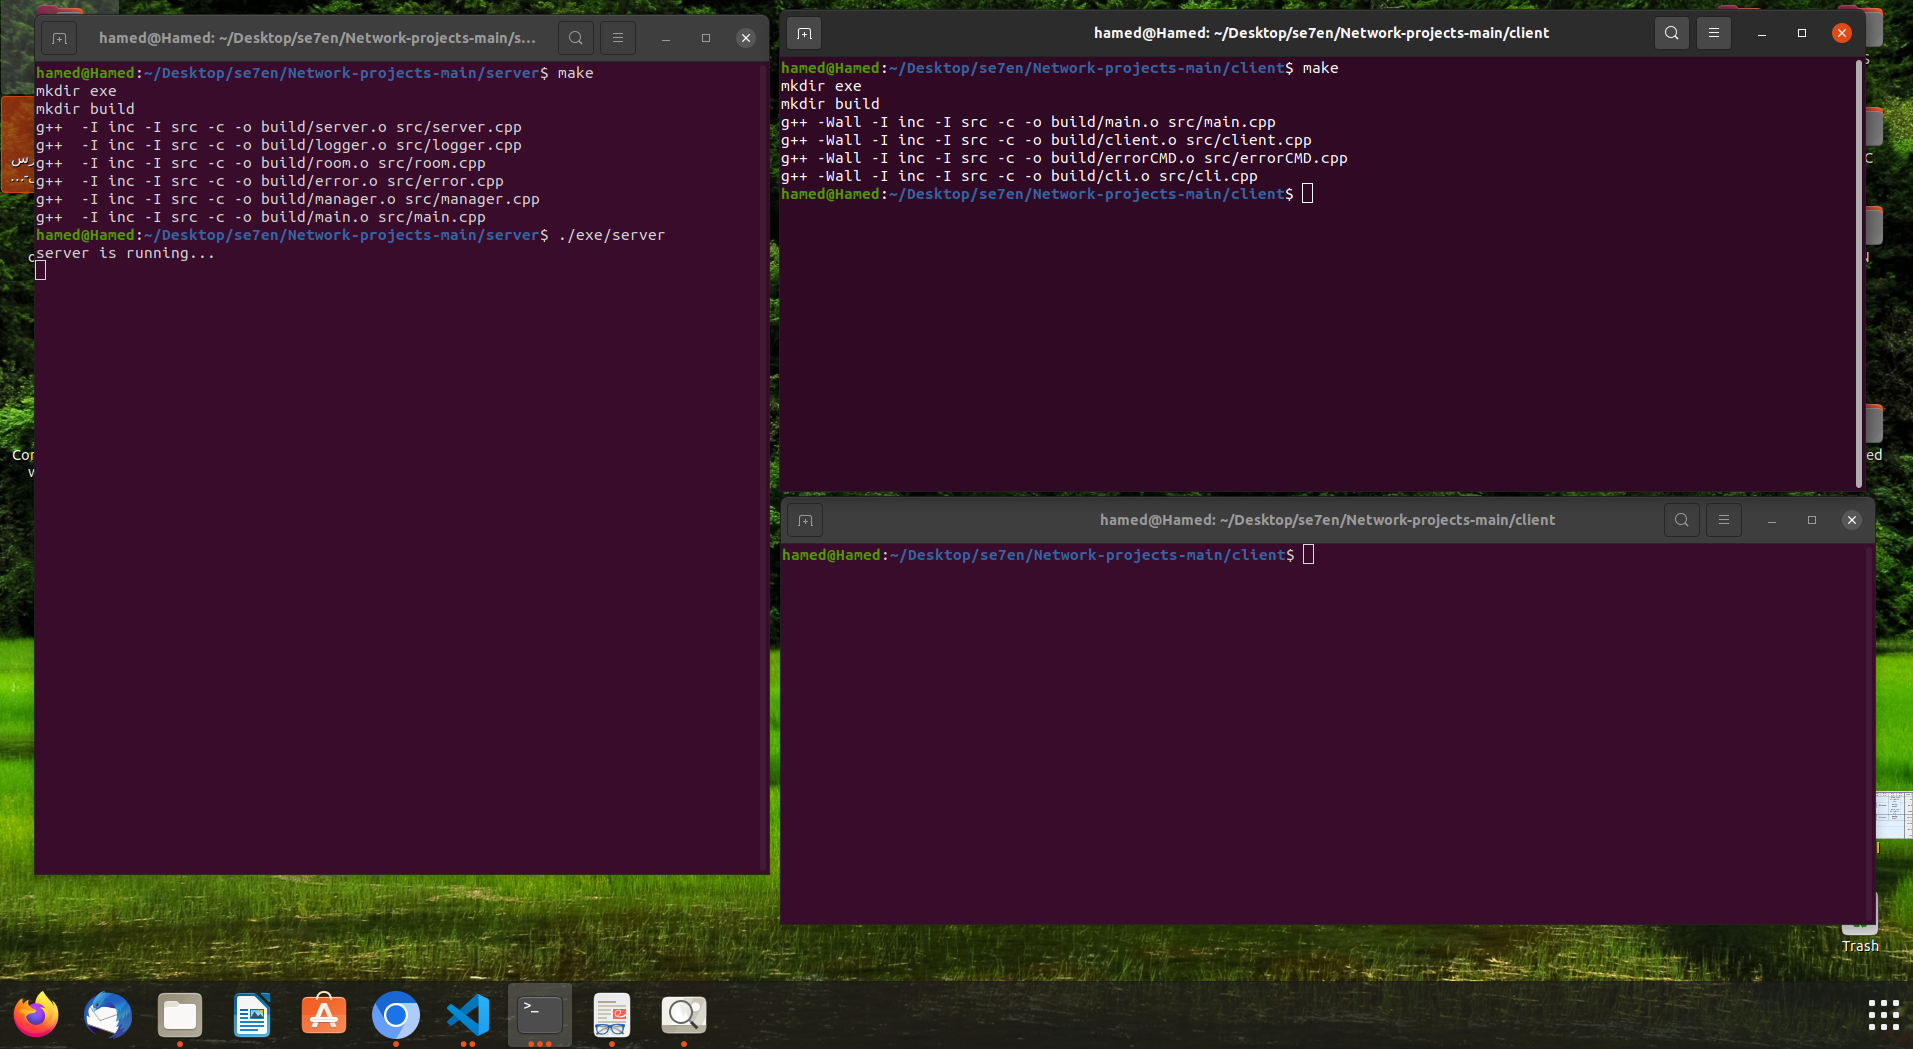 hamed@Hamed: ~/Desktop/se7en/Network-projects-main/s...
hamed@Hamed:~/Desktop/se7en/Network-projects-main/server$ make
mkdir exe
mkdir build
g++  -I inc -I src -c -o build/server.o src/server.cpp
g++  -I inc -I src -c -o build/logger.o src/logger.cpp
g++  -I inc -I src -c -o build/room.o src/room.cpp
g++  -I inc -I src -c -o build/error.o src/error.cpp
g++  -I inc -I src -c -o build/manager.o src/manager.cpp
g++  -I inc -I src -c -o build/main.o src/main.cpp
hamed@Hamed:~/Desktop/se7en/Network-projects-main/server$ ./exe/server
server is running...
hamed@Hamed: ~/Desktop/se7en/Network-projects-main/client
hamed@Hamed:~/Desktop/se7en/Network-projects-main/client$ make
mkdir exe
mkdir build
g++ -Wall -I inc -I src -c -o build/main.o src/main.cpp
g++ -Wall -I inc -I src -c -o build/client.o src/client.cpp
g++ -Wall -I inc -I src -c -o build/errorCMD.o src/errorCMD.cpp
g++ -Wall -I inc -I src -c -o build/cli.o src/cli.cpp
hamed@Hamed:~/Desktop/se7en/Network-projects-main/client$
hamed@Hamed: ~/Desktop/se7en/Network-projects-main/client
hamed@Hamed:~/Desktop/se7en/Network-projects-main/client$
Trash